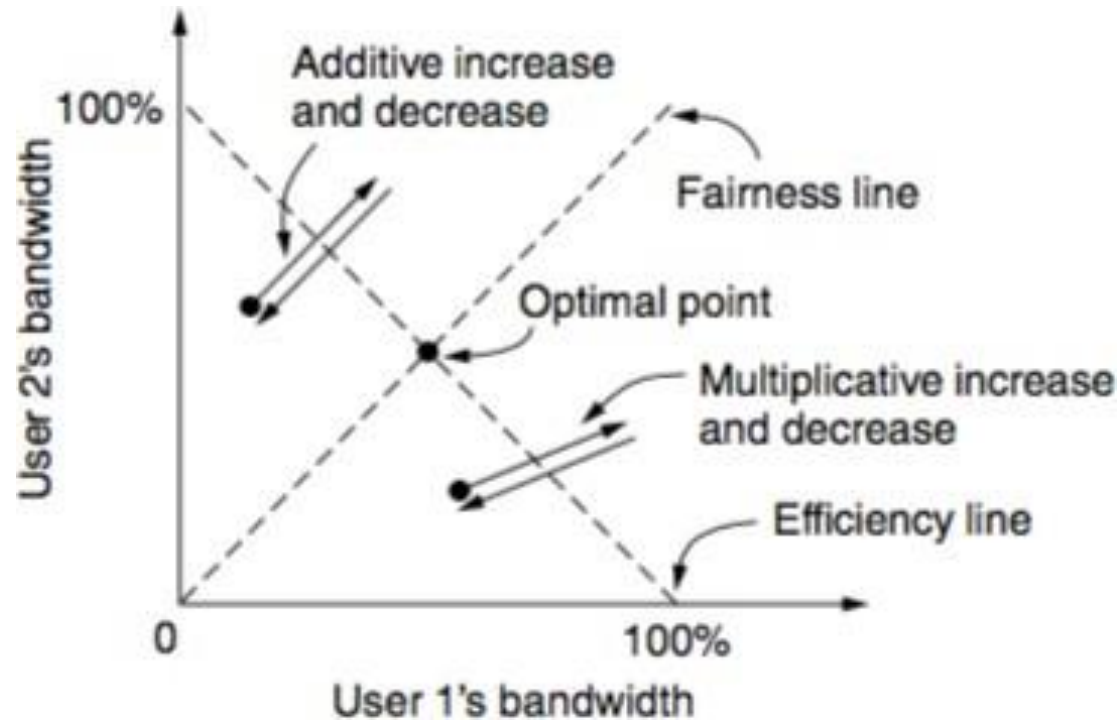 Additive increase
and decrease
100%
Fairness line
User 2's bandwidth
Optimal point
Multiplicative increase
and decrease
Efficiency line
0
100%
User 1's bandwidth